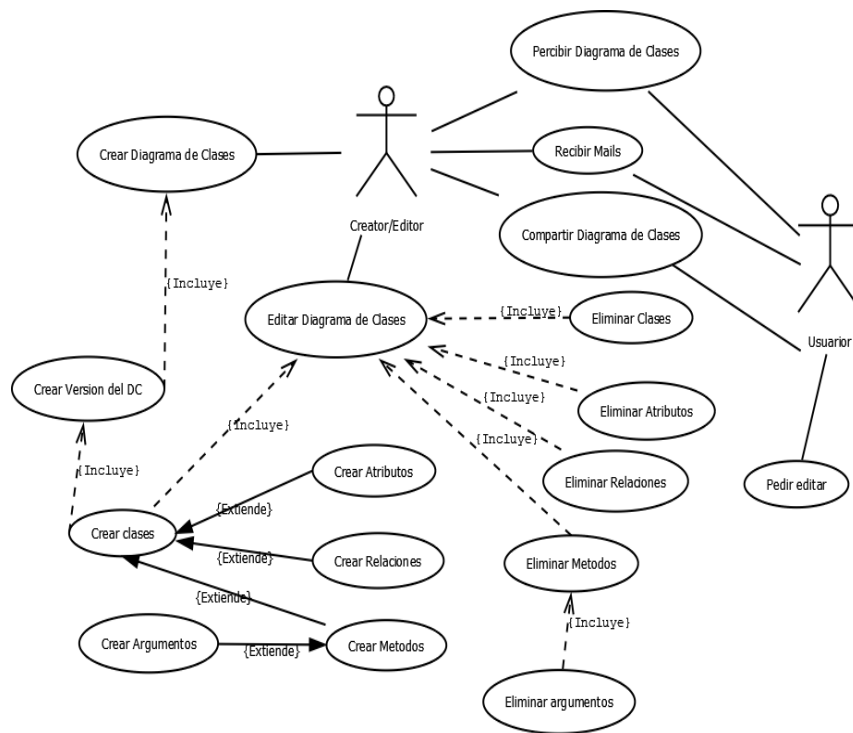 Percibir Diagrama de Clases
Crear Diagrama de Clases
Recibir Mails
Creator/Editor
Compartir Diagrama de Clases
{Incluye}
Editar Diagrama de Clases
{Incluye}
Eliminar Clases
Usuarior
{Incluye}
Crear Version del DC
{Incluye}
Eliminar Atributos
{Incluye}
{Incluye}
{Incluye}
Crear Atributos
Eliminar Relaciones
Pedir editar
{Extiende}
Crear clases
{Extiende}
Crear Relaciones
Eliminar Metodos
{Extiende}
{Incluye}
Crear Argumentos
{Extiende}
Crear Metodos
Eliminar argumentos